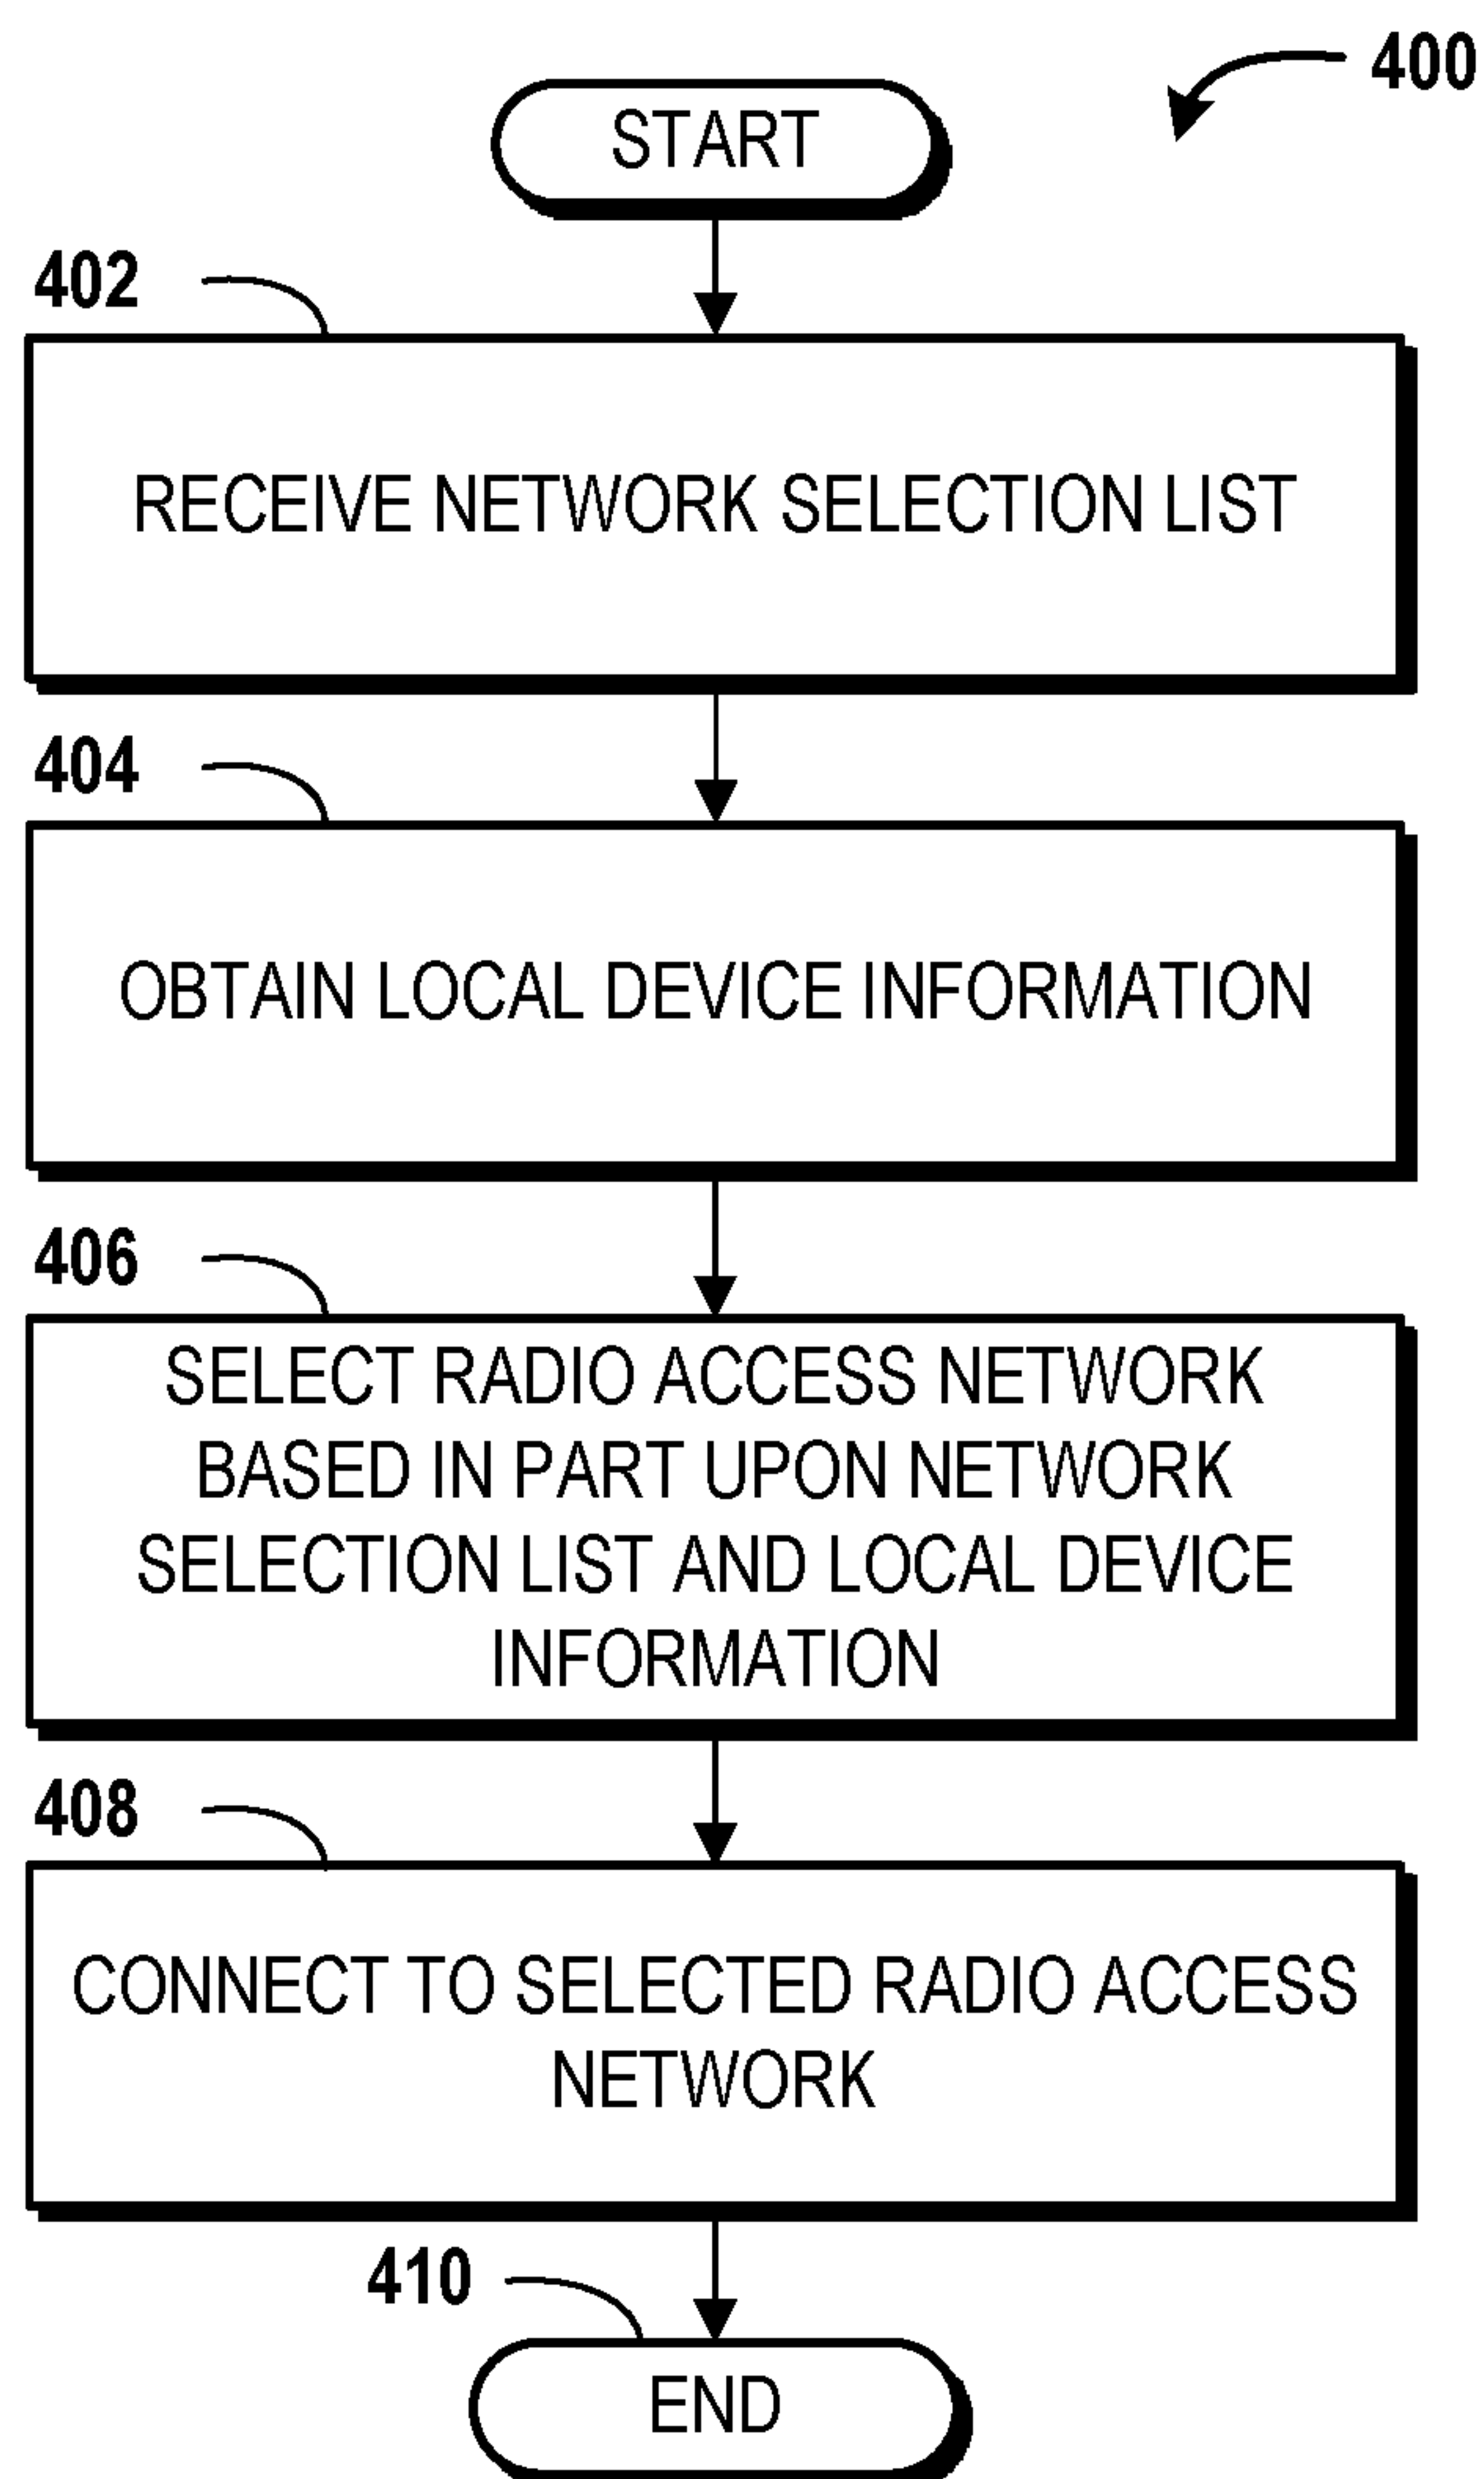 400
START
402
RECEIVE NETWORK SELECTION LIST
404
OBTAIN LOCAL DEVICE INFORMATION
406
SELECT RADIO ACCESS NETWORK
BASED IN PART UPON NETWORK
SELECTION LIST AND LOCAL DEVICE
INFORMATION
408
CONNECT TO SELECTED RADIO ACCESS
NETWORK
410
END